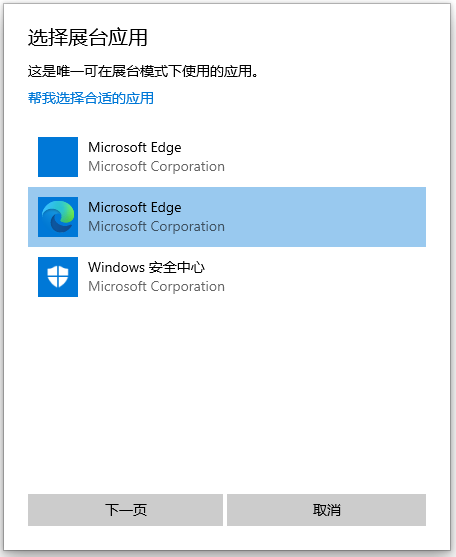 选择展台应用
这是唯一可在展台模式下使用的应用。
帮我选择合适的应用
Microsoft Edge
Microsoft Corporation
Microsoft Edge
Microsoft Corporation
Windows 安全中心
Microsoft Corporation
下一页 取消